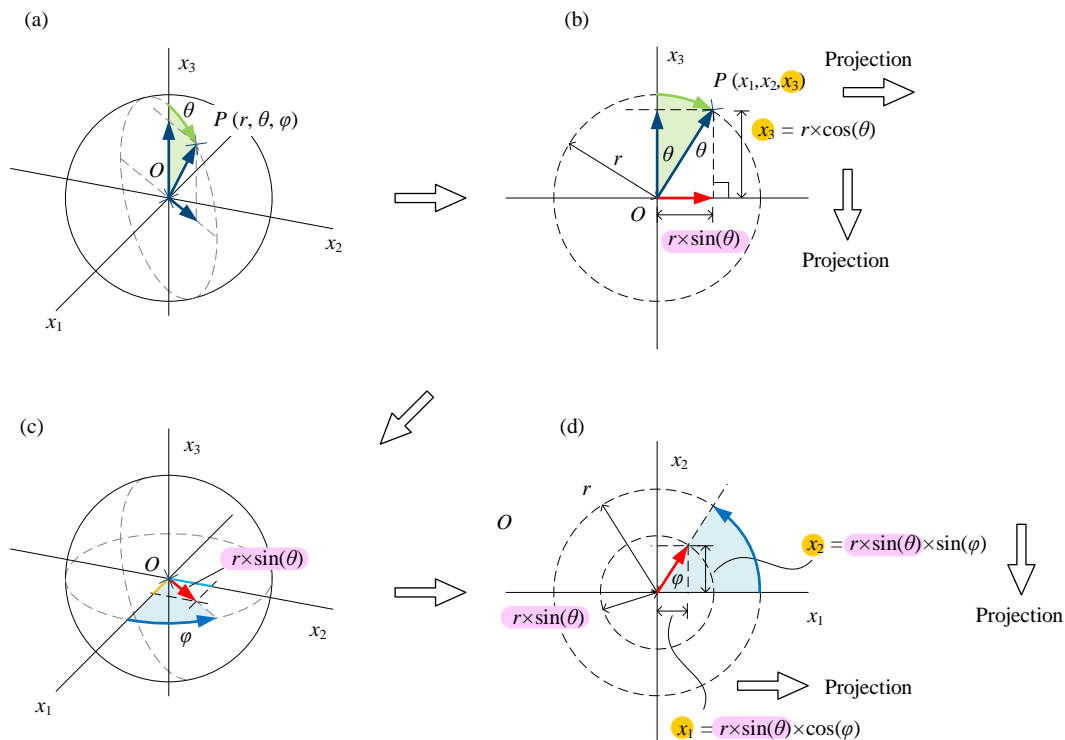 (a)
x3
θ
P (r, θ, φ)
O
x2
x1
(b)
x3
P (x1,x2,x3)
Projection
x3 = r×cos(θ)
θ
θ
r
O
r×sin(θ)
Projection
(c)
x3
O
r×sin(θ)
φ
x2
x1
(d)
x2
r
O
x2 = r×sin(θ)×sin(φ)
φ
r×sin(θ)
x1
Projection
Projection
x1 = r×sin(θ)×cos(φ)